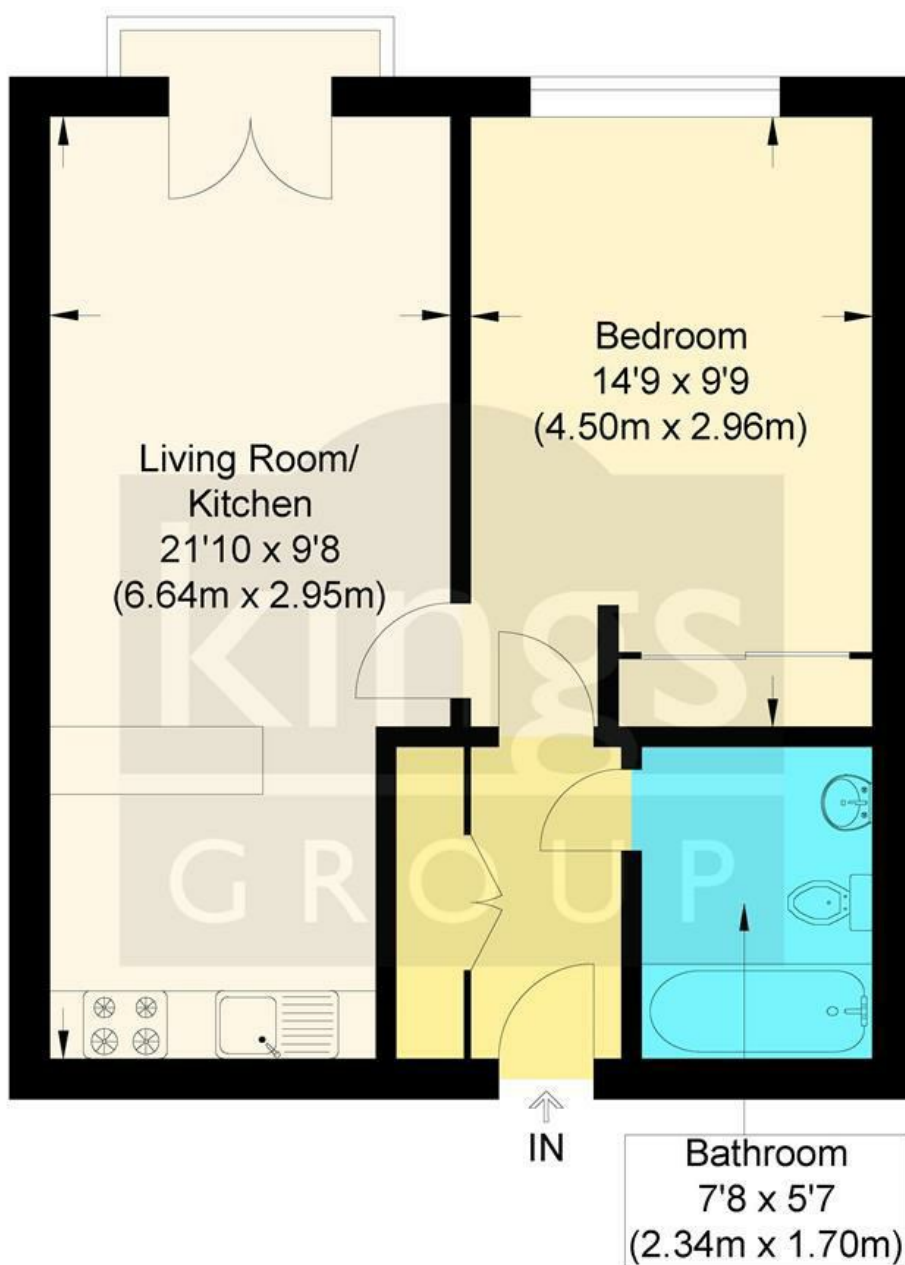 Bedroom
14'9 x 9'9
(4.50m x 2.96m)
Living Room/
Kitchen
21'10 x 9'8
(6.64m x 2.95m)
kings
GROUP
IN
Bathroom
7'8 x 5'7
(2.34m x 1.70m)